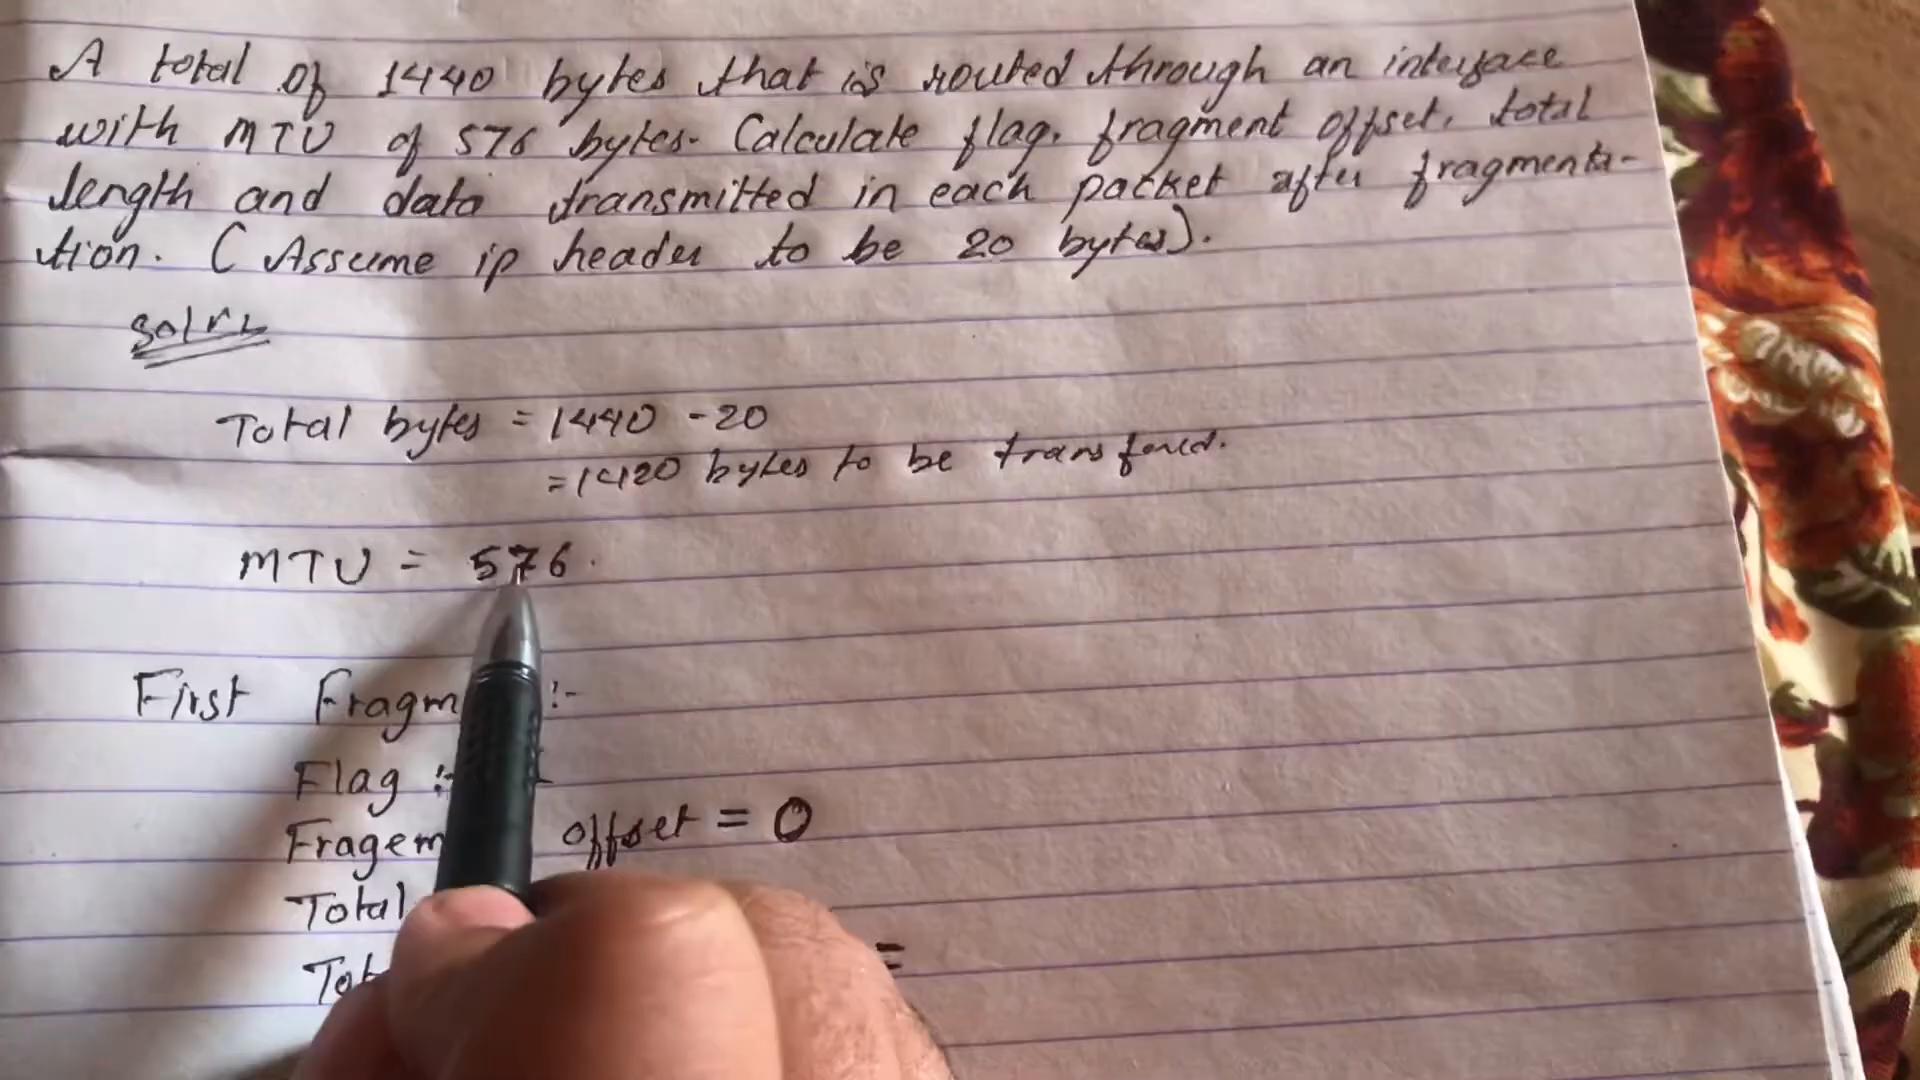 A total of 1440 bytes that is routed through an interface
with MTU of 576 bytes. Calculate flag, fragment offset, total
length and data transmitted in each packet after fragmenta-
tion. (Assume ip header to be 20 bytes).
Soln
Total bytes = 1440 - 20
= 1420 bytes to be
MTU = 576.
First :-
Flag :-
offset = 0
Total
=